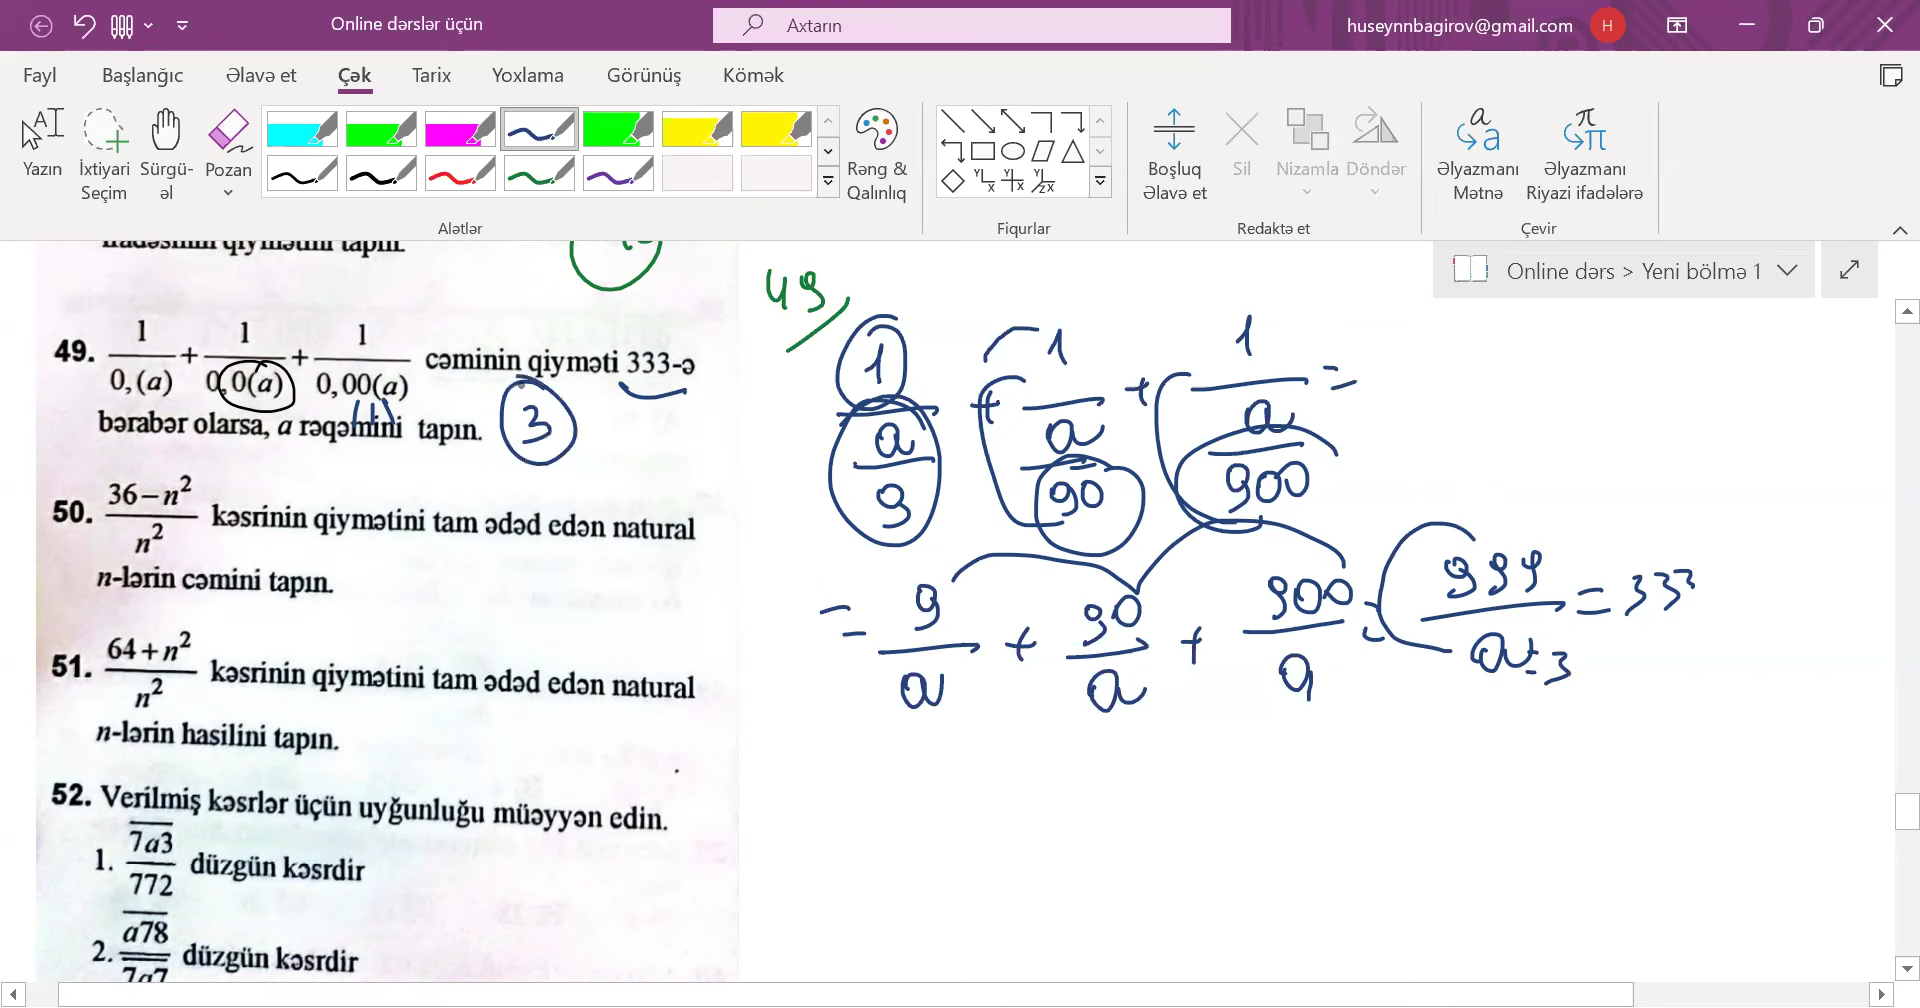 Online dərslər üçün
Axtarın
huseynnbagirov@gmail.com
H
Fayl Başlanğıc Əlavə et Çək Tarix Yoxlama Görünüş Kömək
Yazın
İxtiyari Seçim
Sürgü-əl
Pozan
Rəng & Qalınlıq
Boşluq Əlavə et
Sil
Nizamla
Döndər
Əlyazmanı Mətnə
Əlyazmanı Riyazi ifadələrə
Alətlər Fiqurlar Redaktə et Çevir
Online dərs > Yeni bölmə 1
ifadəsinin qiymətini tapın.
49. 1/0,(a) + 1/0,0(a) + 1/0,00(a) cəminin qiyməti 333-ə
bərabər olarsa, a rəqəmini tapın.
3
50. 36−n²/n² kəsrinin qiymətini tam ədəd edən natural
n-lərin cəmini tapın.
51. 64+n²/n² kəsrinin qiymətini tam ədəd edən natural
n-lərin hasilini tapın.
52. Verilmiş kəsrlər üçün uyğunluğu müəyyən edin.
1. 7a3/772 düzgün kəsrdir
2. a78/7a7 düzgün kəsrdir
49
1/(a/9) + 1/(a/90) + 1/(a/900) =
= 9/a + 90/a + 900/a = 999/a = 333
a=3